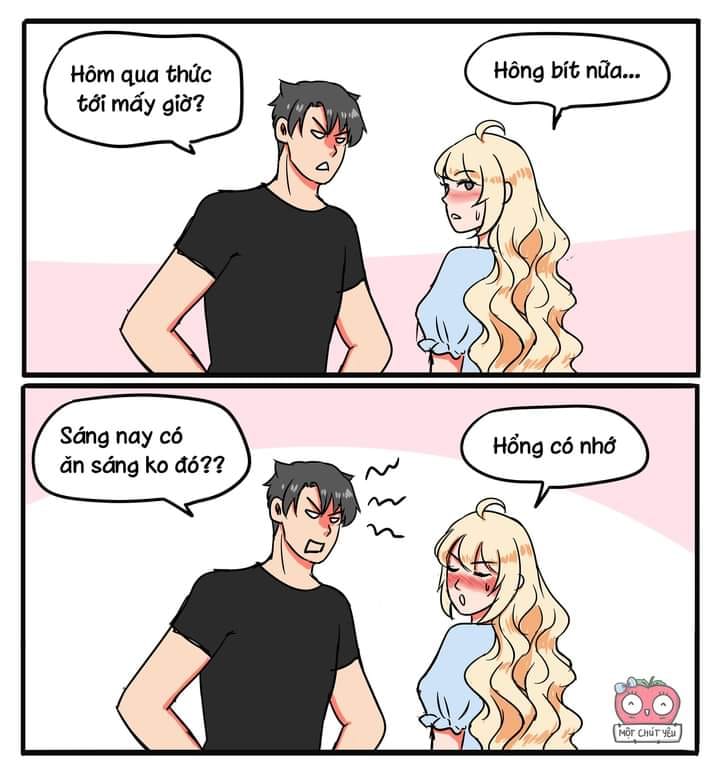 Hôm qua thức
tới mấy giờ?
Hông bít nữa...
Sáng nay có
ăn sáng ko đó??
Hổng có nhớ
MỘT CHÚT YÊU